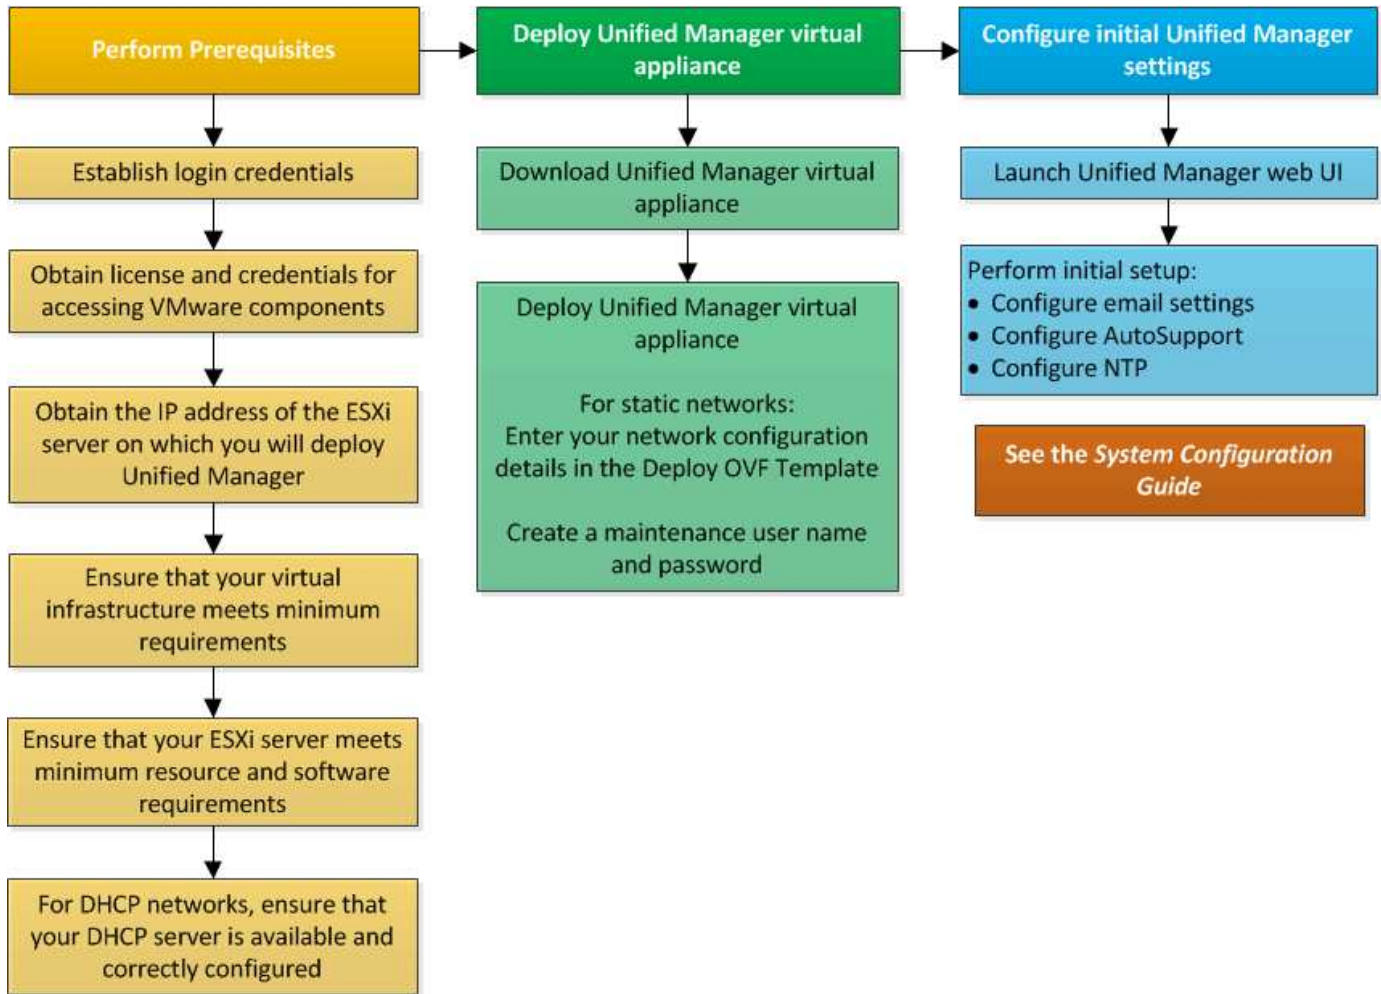 Perform Prerequisites
Establish login credentials
Obtain license and credentials for
accessing VMware components
Obtain the IP address of the ESXi
server on which you will deploy
Unified Manager
Ensure that your virtual
infrastructure meets minimum
requirements
Ensure that your ESXi server meets
minimum resource and software
requirements
For DHCP networks, ensure that
your DHCP server is available and
correctly configured
Deploy Unified Manager virtual
appliance
Download Unified Manager virtual
appliance
Deploy Unified Manager virtual
appliance
For static networks:
Enter your network configuration
details in the Deploy OVF Template
Create a maintenance user name
and password
Configure initial Unified Manager
settings
Launch Unified Manager web UI
Perform initial setup:
• Configure email settings
• Configure AutoSupport
• Configure NTP
See the System Configuration
Guide